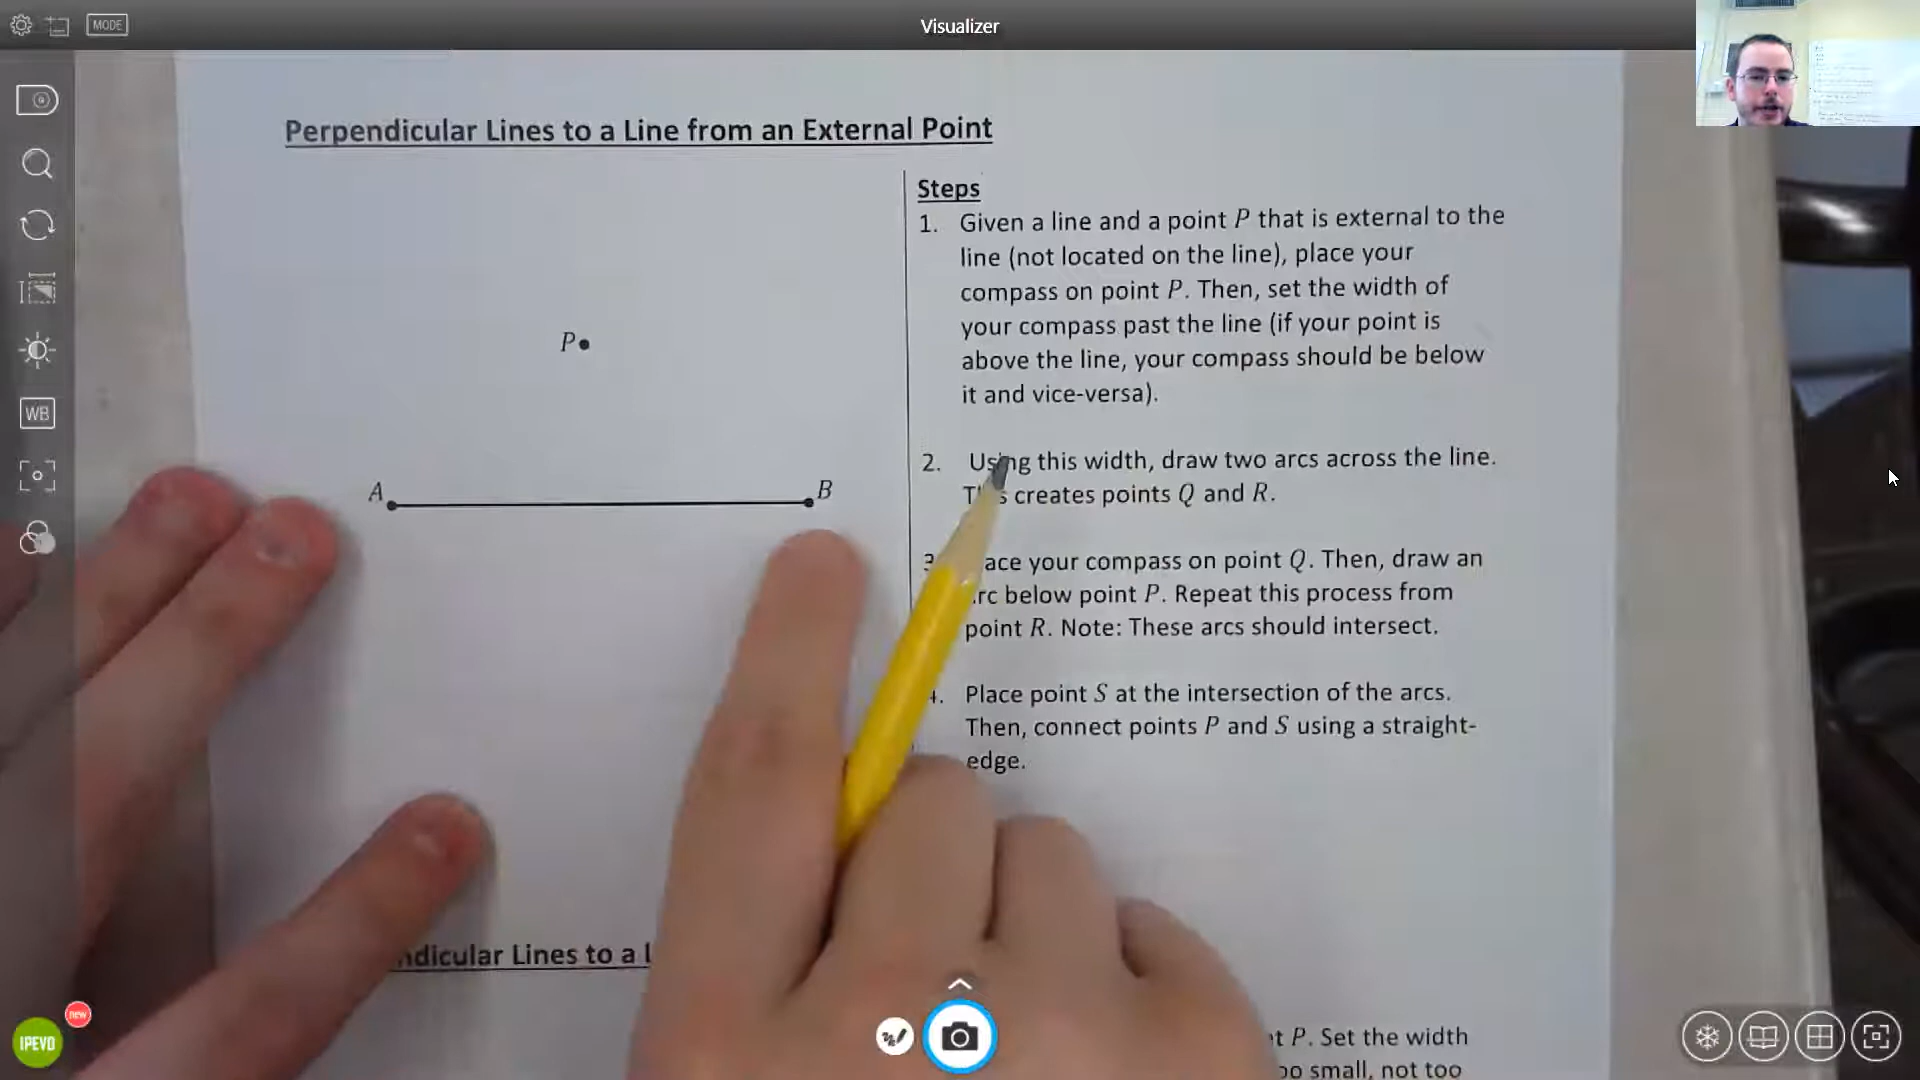 MODE
Visualizer
Perpendicular Lines to a Line from an External Point
Steps
1. Given a line and a point P that is external to the
line (not located on the line), place your
compass on point P. Then, set the width of
your compass past the line (if your point is
above the line, your compass should be below
it and vice-versa).
P
A
B
2. Using this width, draw two arcs across the line.
creates points Q and R.
your compass on point Q. Then, draw an
below point P. Repeat this process from
point R. Note: These arcs should intersect.
4. Place point S at the intersection of the arcs.
Then, connect points P and S using a straight-
edge.
WB
Lines to a
P. Set the width
small, not too
new
IPEVO